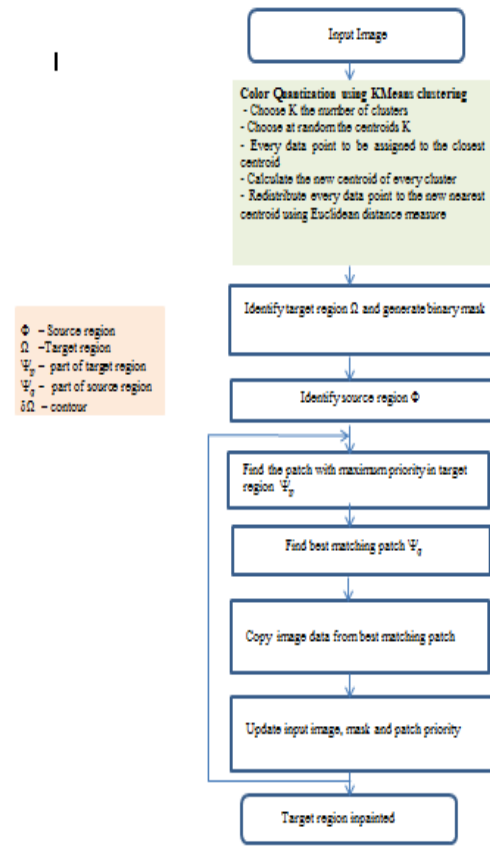 I
Input Image
Color Quantization using KMeans clustering
- Choose K the number of clusters
- Choose at random the centroids K
- Every data point to be assigned to the closest
centroid
- Calculate the new centroid of every cluster
- Redistribute every data point to the new nearest
centroid using Euclidean distance measure
Identify target region Ω and generate binary mask
Φ – Source region
Ω –Target region
Ψp – part of target region
Ψq – part of source region
δΩ – contour
Identify source region Φ
Find the patch with maximum priority in target
region Ψp
Find best matching patch Ψq
Copy image data from best matching patch
Update input image, mask and patch priority
Target region inpainted